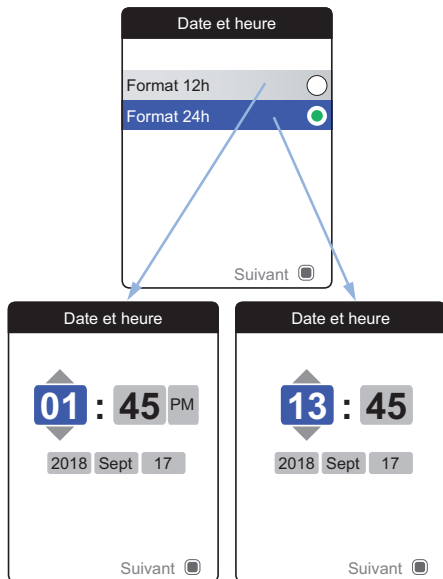 Date et heure
Format 12h
Format 24h
Suivant
Date et heure
01 : 45 PM
2018 Sept 17
Suivant
Date et heure
13 : 45
2018 Sept 17
Suivant